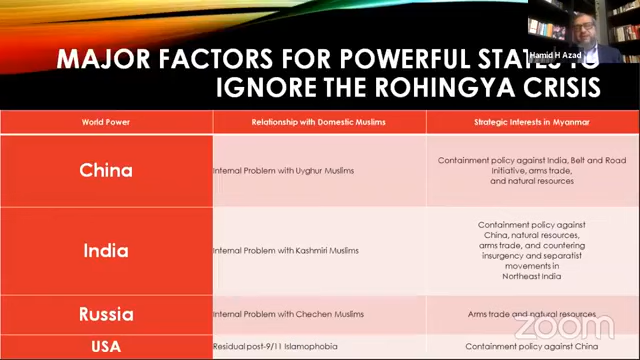 MAJOR FACTORS FOR POWERFUL STATES TO
IGNORE THE ROHINGYA CRISIS
Hamid H Azad
World Power
Relationship with Domestic Muslims
Strategic Interests in Myanmar
China
Internal Problem with Uyghur Muslims
Containment policy against India, Belt and Road
Initiative, arms trade,
and natural resources
India
Internal Problem with Kashmiri Muslims
Containment policy against
China, natural resources,
arms trade, and countering
insurgency and separatist
movements in
Northeast India
Russia
Internal Problem with Chechen Muslims
Arms trade and natural resources
USA
Residual post-9/11 Islamophobia
Containment policy against China
zoom